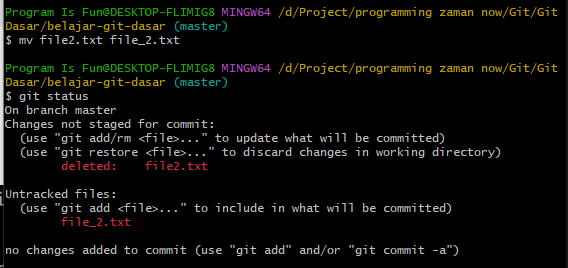 Program Is Fun@DESKTOP-FLIMIG8 MINGW64 /d/Project/programming zaman now/Git/Git
Dasar/belajar-git-dasar (master)
$ mv file2.txt file_2.txt
Program Is Fun@DESKTOP-FLIMIG8 MINGW64 /d/Project/programming zaman now/Git/Git
Dasar/belajar-git-dasar (master)
$ git status
On branch master
Changes not staged for commit:
  (use "git add/rm <file>..." to update what will be committed)
  (use "git restore <file>..." to discard changes in working directory)
        deleted:    file2.txt
Untracked files:
  (use "git add <file>..." to include in what will be committed)
        file_2.txt
no changes added to commit (use "git add" and/or "git commit -a")